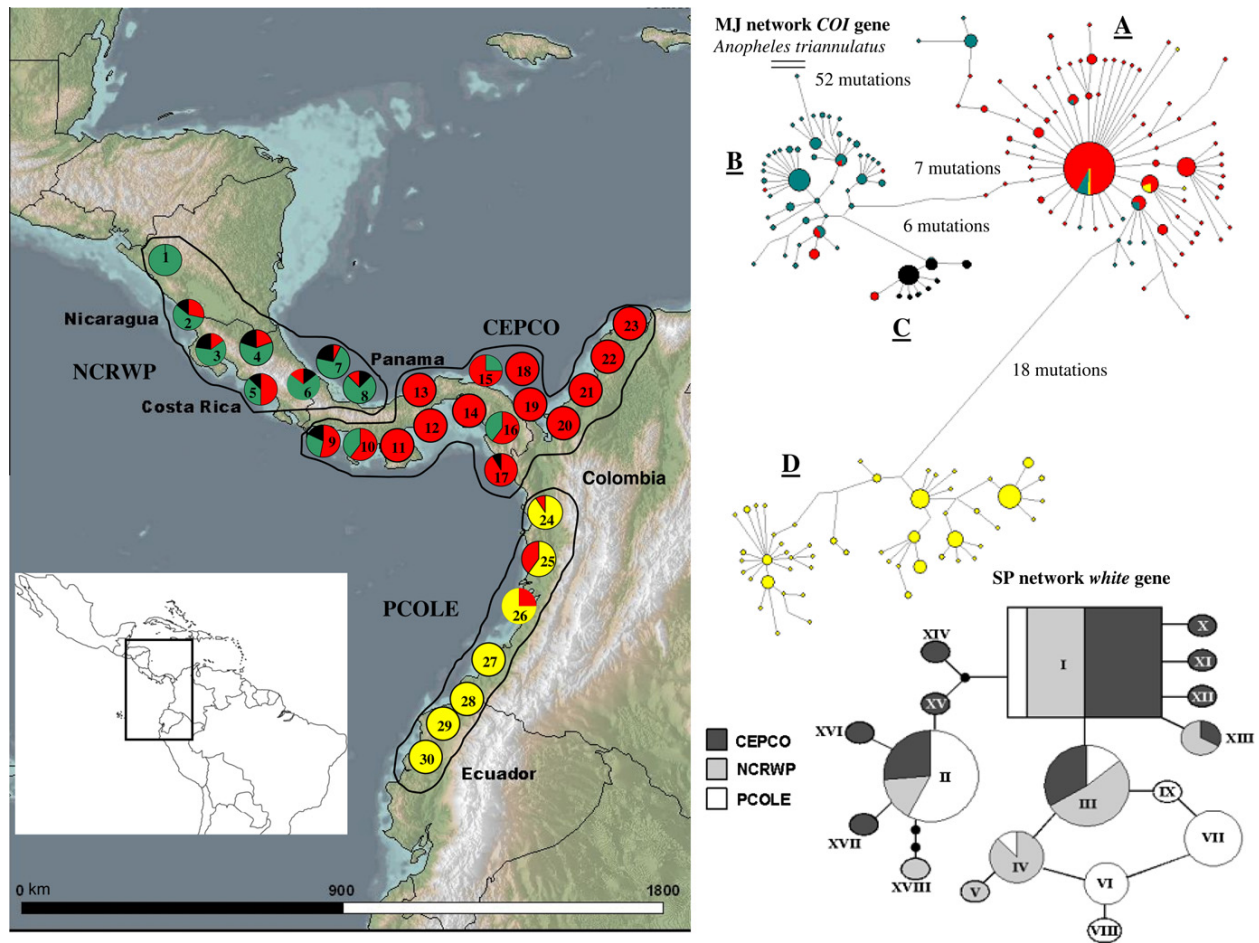 MJ network COI gene
Anopheles triannulatus
52 mutations
A
B
7 mutations
6 mutations
C
18 mutations
D
1
Nicaragua
2
3
4
NCRWP
5
6
7
8
Costa Rica
Panama
CEPCO
9
10
11
12
13
14
15
16
17
18
19
20
21
22
23
Colombia
24
25
PCOLE
26
27
28
29
30
Ecuador
0 km
900
1800
SP network white gene
XIV
I
X
XI
XII
XV
XIII
XVI
II
III
IX
XVII
VII
IV
XVIII
V
VI
VIII
CEPCO
NCRWP
PCOLE